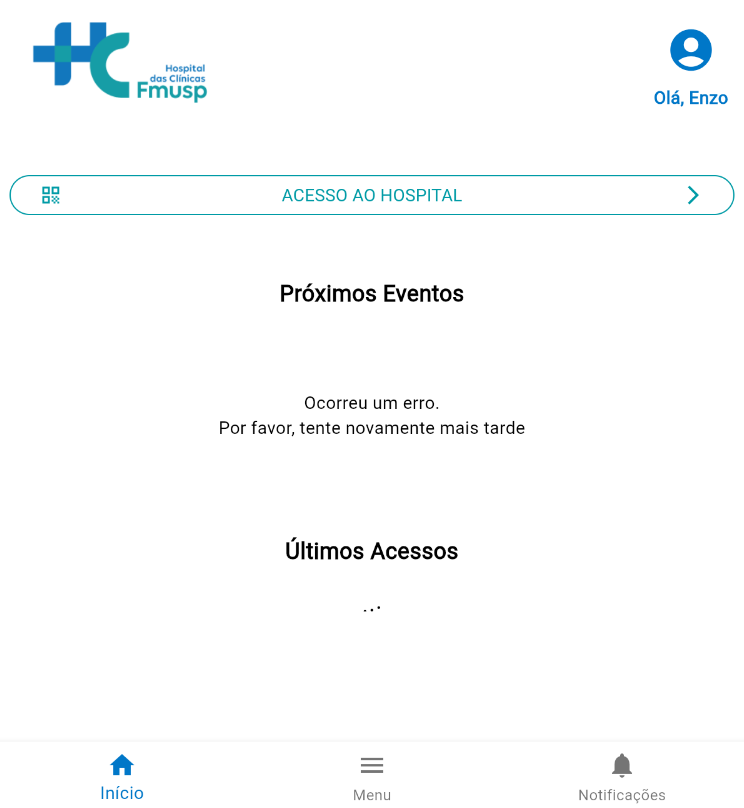 HC
Hospital
das Clínicas
Fmusp
Olá, Enzo
ACESSO AO HOSPITAL
Próximos Eventos
Ocorreu um erro.
Por favor, tente novamente mais tarde
Últimos Acessos
...
Início
Menu
Notificações